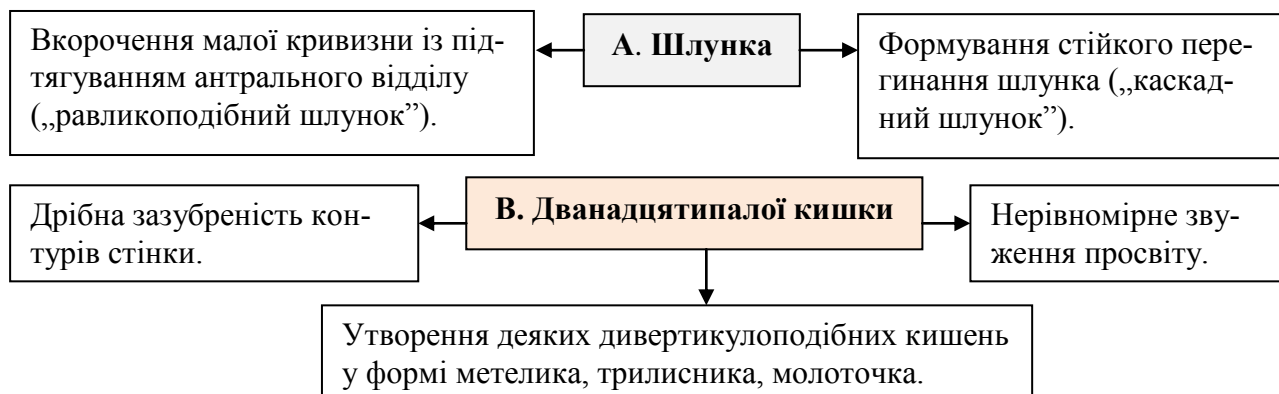 Вкорочення малої кривизни із під-
тягуванням антрального відділу
(„равликоподібний шлунок”).
А. Шлунка
Формування стійкого пере-
гинання шлунка („каскад-
ний шлунок”).
Дрібна зазубреність кон-
турів стінки.
В. Дванадцятипалої кишки
Нерівномірне зву-
ження просвіту.
Утворення деяких дивертикулоподібних кишень
у формі метелика, трилисника, молоточка.